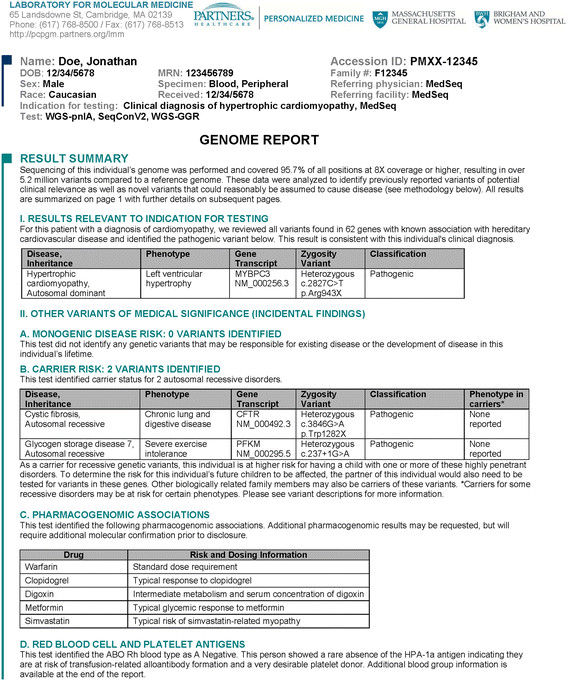 LABORATORY FOR MOLECULAR MEDICINE
65 Landsdowne St, Cambridge, MA 02139
Phone: (617) 768-8500 / Fax: (617) 768-8513
http://pcpgm.partners.org/lmm
PARTNERS HEALTHCARE
PERSONALIZED MEDICINE
MASSACHUSETTS GENERAL HOSPITAL
BRIGHAM AND WOMEN'S HOSPITAL
Name: Doe, Jonathan Accession ID: PMXX-12345
DOB: 12/34/5678 MRN: 123456789 Family #: F12345
Sex: Male Specimen: Blood, Peripheral Referring physician: MedSeq
Race: Caucasian Received: 12/34/5678 Referring facility: MedSeq
Indication for testing: Clinical diagnosis of hypertrophic cardiomyopathy, MedSeq
Test: WGS-pnlA, SeqConV2, WGS-GGR
GENOME REPORT
RESULT SUMMARY
Sequencing of this individual's genome was performed and covered 95.7% of all positions at 8X coverage or higher, resulting in over
5.2 million variants compared to a reference genome. These data were analyzed to identify previously reported variants of potential
clinical relevance as well as novel variants that could reasonably be assumed to cause disease (see methodology below). All results
are summarized on page 1 with further details on subsequent pages.
I. RESULTS RELEVANT TO INDICATION FOR TESTING
For this patient with a diagnosis of cardiomyopathy, we reviewed all variants found in 62 genes with known association with hereditary
cardiovascular disease and identified the pathogenic variant below. This result is consistent with this individual's clinical diagnosis.
Disease, Inheritance Phenotype Gene Transcript Zygosity Variant Classification
Hypertrophic cardiomyopathy, Autosomal dominant Left ventricular hypertrophy MYBPC3 NM_000256.3 Heterozygous c.2827C>T p.Arg943X Pathogenic
II. OTHER VARIANTS OF MEDICAL SIGNIFICANCE (INCIDENTAL FINDINGS)
A. MONOGENIC DISEASE RISK: 0 VARIANTS IDENTIFIED
This test did not identify any genetic variants that may be responsible for existing disease or the development of disease in this
individual's lifetime.
B. CARRIER RISK: 2 VARIANTS IDENTIFIED
This test identified carrier status for 2 autosomal recessive disorders.
Disease, Inheritance Phenotype Gene Transcript Zygosity Variant Classification Phenotype in carriers*
Cystic fibrosis, Autosomal recessive Chronic lung and digestive disease CFTR NM_000492.3 Heterozygous c.3846G>A p.Trp1282X Pathogenic None reported
Glycogen storage disease 7, Autosomal recessive Severe exercise intolerance PFKM NM_000295.5 Heterozygous c.237+1G>A Pathogenic None reported
As a carrier for recessive genetic variants, this individual is at higher risk for having a child with one or more of these highly penetrant
disorders. To determine the risk for this individual's future children to be affected, the partner of this individual would also need to be
tested for variants in these genes. Other biologically related family members may also be carriers of these variants. *Carriers for some
recessive disorders may be at risk for certain phenotypes. Please see variant descriptions for more information.
C. PHARMACOGENOMIC ASSOCIATIONS
This test identified the following pharmacogenomic associations. Additional pharmacogenomic results may be requested, but will
require additional molecular confirmation prior to disclosure.
Drug Risk and Dosing Information
Warfarin Standard dose requirement
Clopidogrel Typical response to clopidogrel
Digoxin Intermediate metabolism and serum concentration of digoxin
Metformin Typical glycemic response to metformin
Simvastatin Typical risk of simvastatin-related myopathy
D. RED BLOOD CELL AND PLATELET ANTIGENS
This test identified the ABO Rh blood type as A Negative. This person showed a rare absence of the HPA-1a antigen indicating they
are at risk of transfusion-related alloantibody formation and a very desirable platelet donor. Additional blood group information is
available at the end of the report.